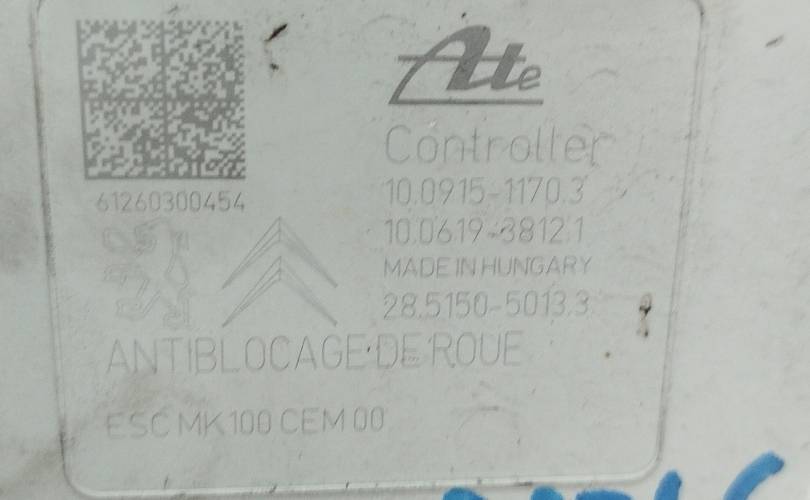 Ate
Controller
10.0915-1170.3
61260300454
10.0619-3812.1
MADE IN HUNGARY
28.5150-5013.3
ANTIBLOCAGE DE ROUE
ESC MK100 CEM 00